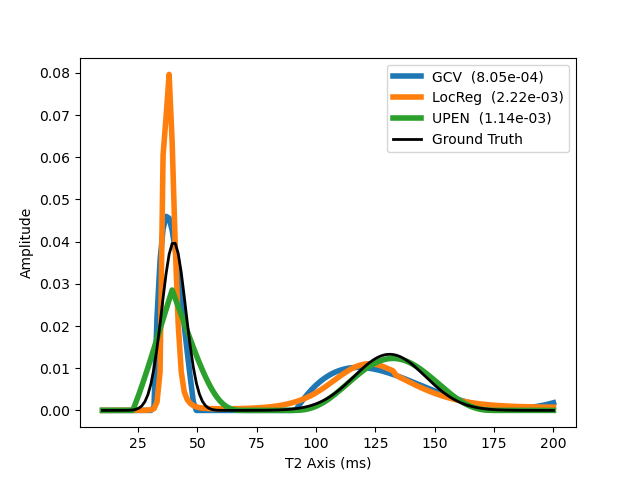 GCV  (8.05e-04)
LocReg  (2.22e-03)
UPEN  (1.14e-03)
Ground Truth
0.08
0.07
0.06
0.05
0.04
0.03
0.02
0.01
0.00
Amplitude
25 50 75 100 125 150 175 200
T2 Axis (ms)